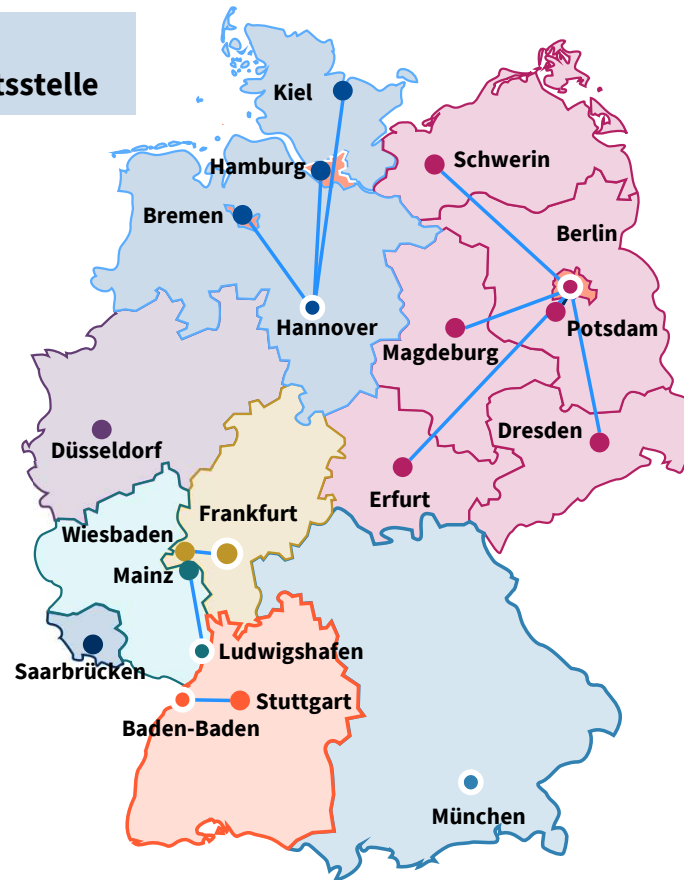 tsstelle
Kiel
Schwerin
Hamburg
Bremen
Berlin
Hannover
Potsdam
Magdeburg
Dresden
Düsseldorf
Erfurt
Frankfurt
Wiesbaden
Mainz
Ludwigshafen
Saarbrücken
Stuttgart
Baden-Baden
München